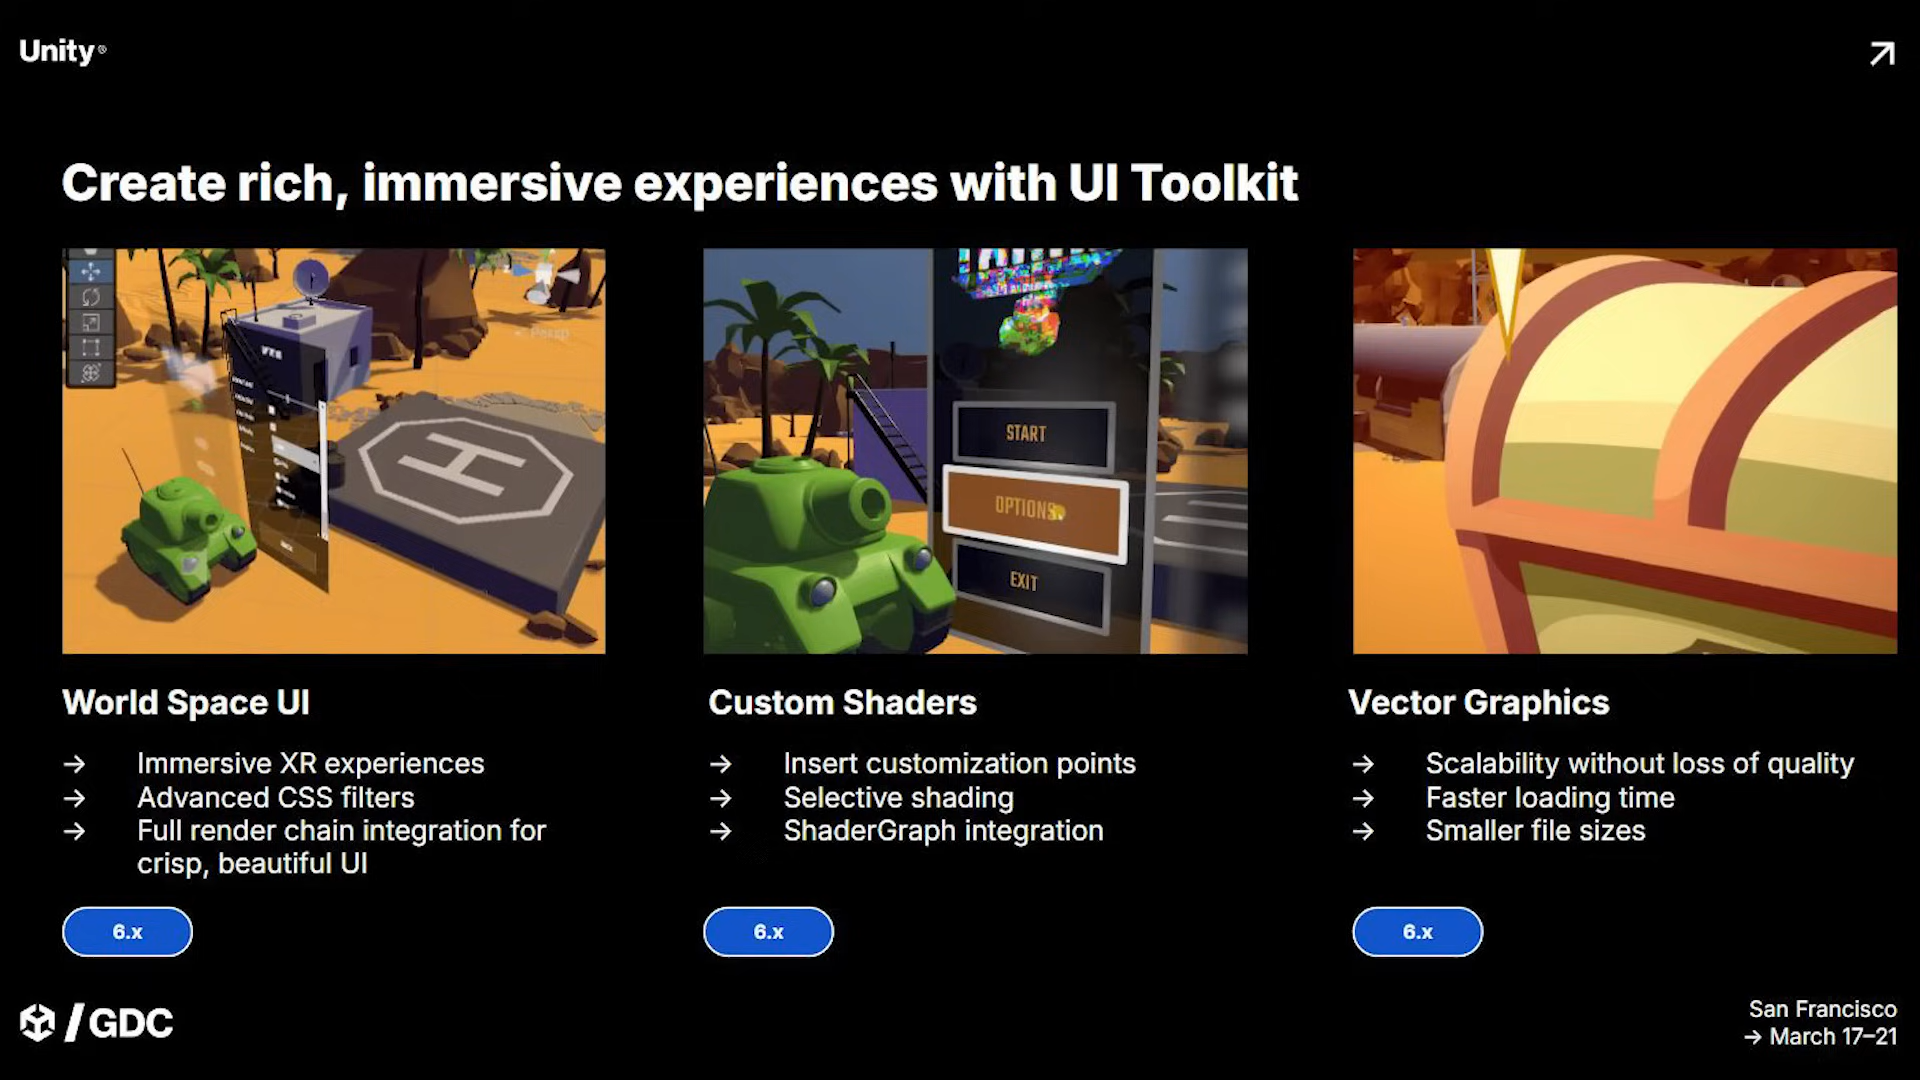 Unity®
Create rich, immersive experiences with UI Toolkit
Persp
START
OPTIONS
EXIT
World Space UI
→ Immersive XR experiences
→ Advanced CSS filters
→ Full render chain integration for
crisp, beautiful UI
6.x
Custom Shaders
→ Insert customization points
→ Selective shading
→ ShaderGraph integration
6.x
Vector Graphics
→ Scalability without loss of quality
→ Faster loading time
→ Smaller file sizes
6.x
/GDC
San Francisco
→ March 17–21